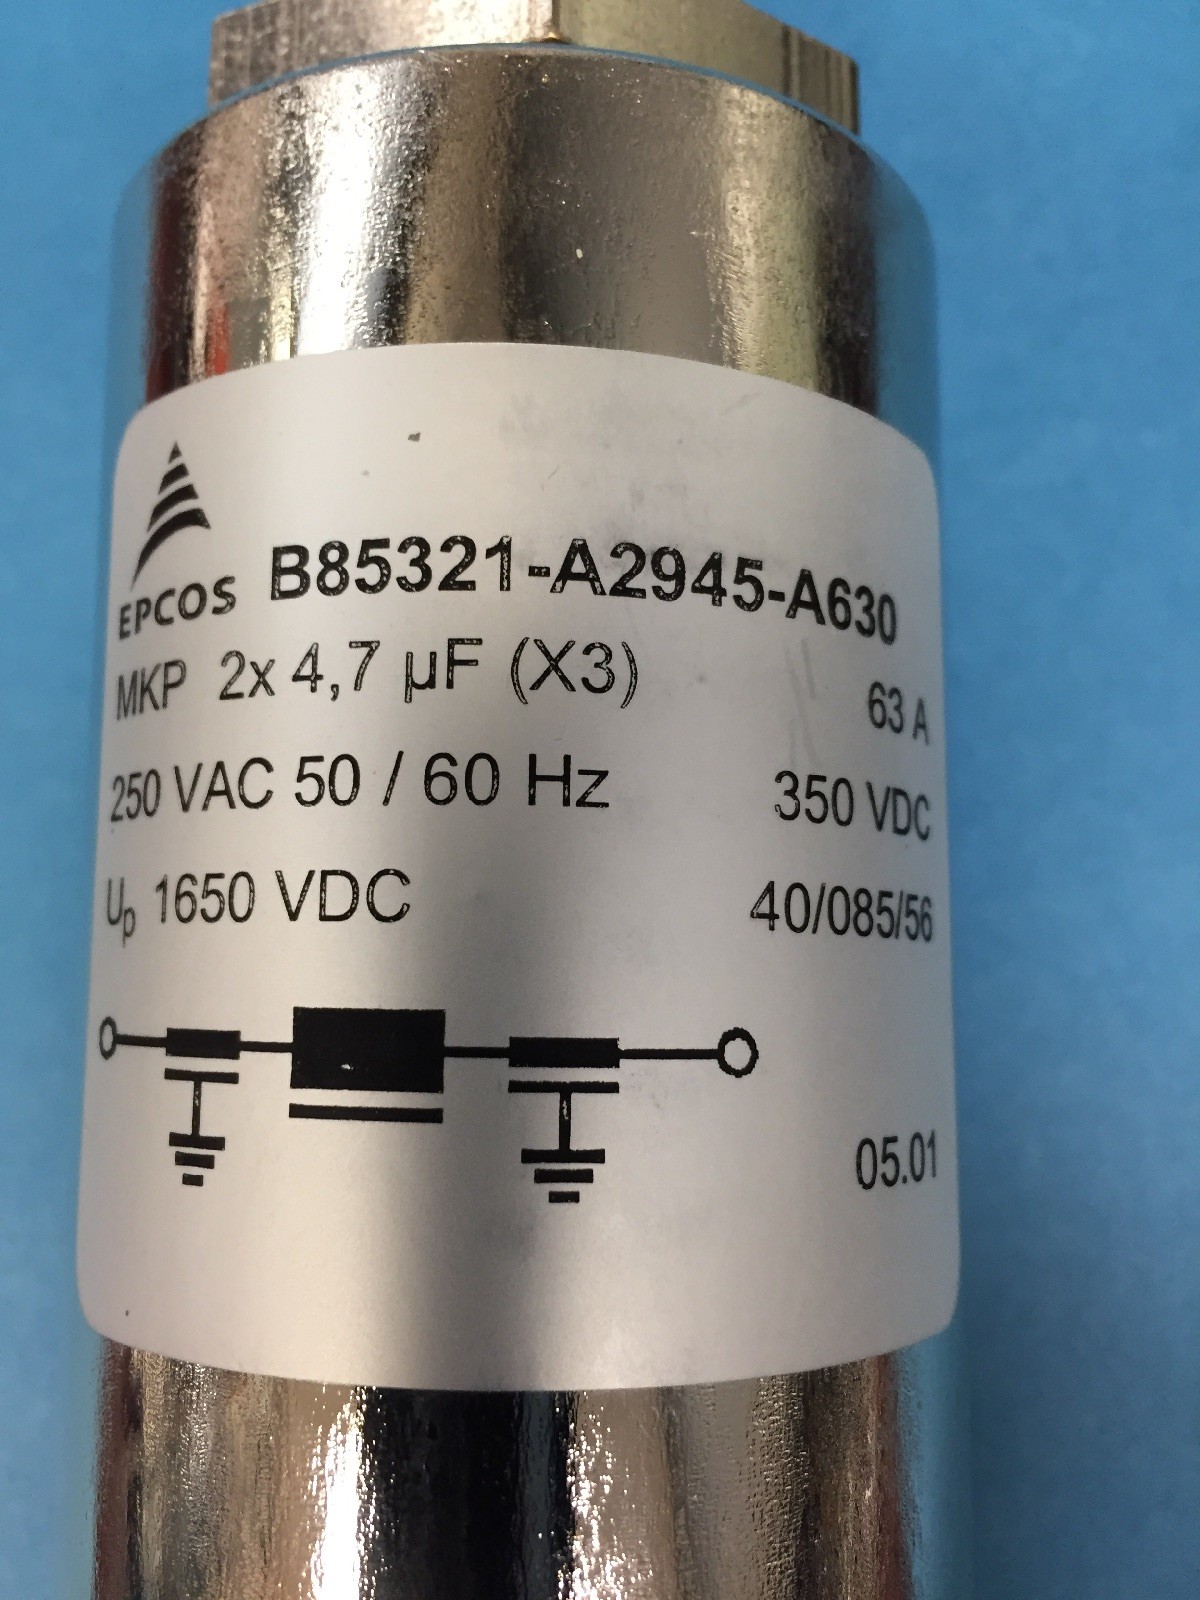 EPCOS B85321-A2945-A630
MKP 2x 4,7 µF (X3) 63 A
250 VAC 50 / 60 Hz 350 VDC
Up 1650 VDC 40/085/56
05.01